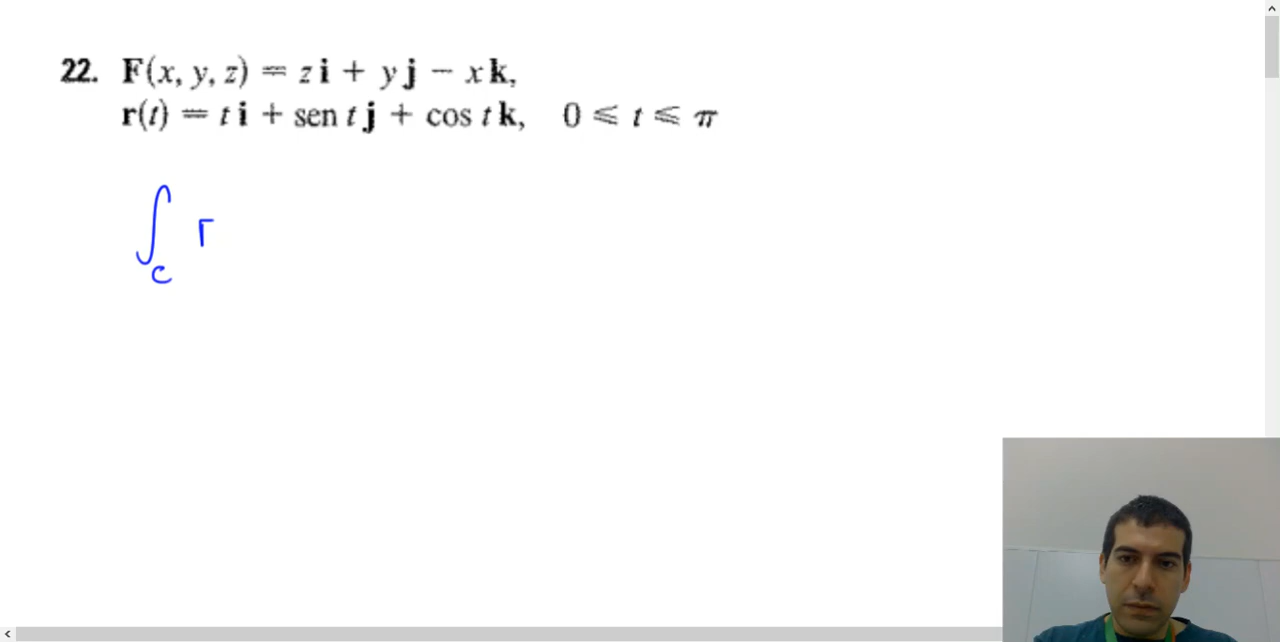 22. F(x, y, z) = z i + y j − x k,
r(t) = t i + sen t j + cos t k, 0 ⩽ t ⩽ π
∫
C